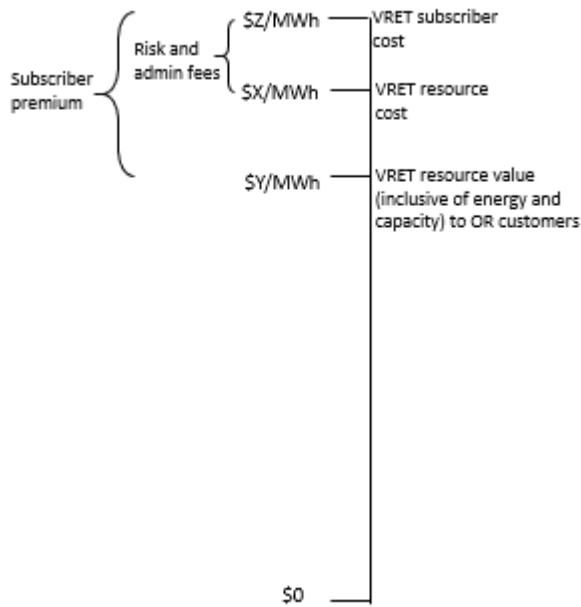 $Z/MWh
VRET subscriber
cost
Risk and
admin fees
Subscriber
premium
$X/MWh
VRET resource
cost
$Y/MWh
VRET resource value
(inclusive of energy and
capacity) to OR customers
$0